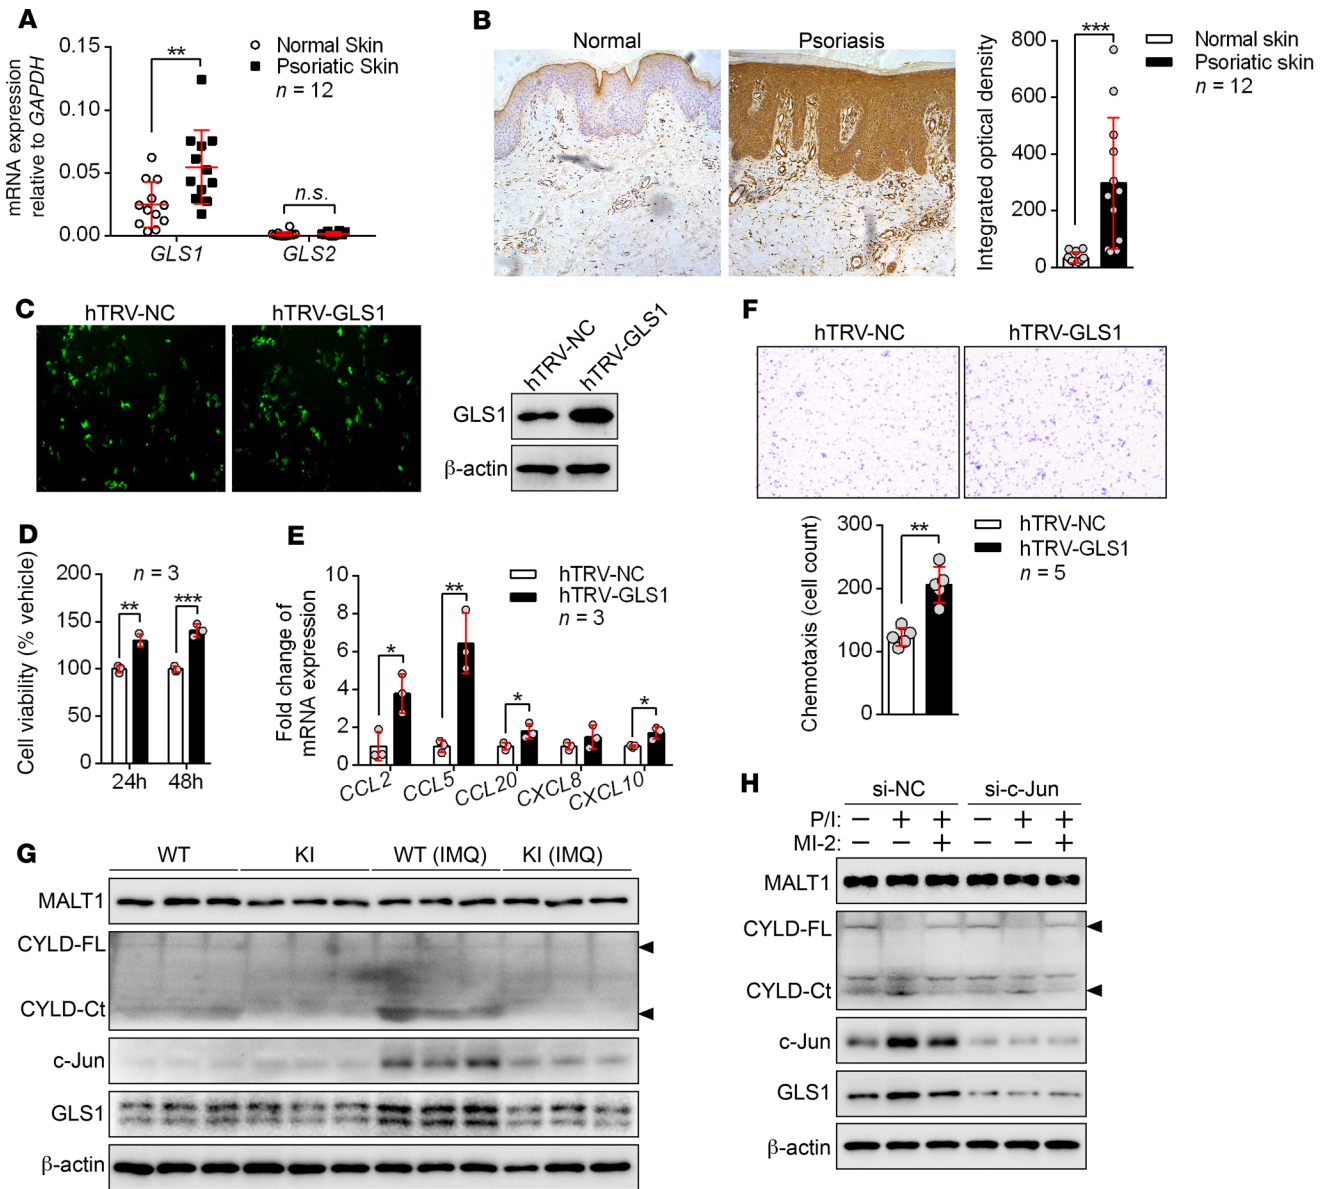 A
mRNA expression
relative to GAPDH
0.15
0.10
0.05
0.00
**
n.s.
GLS1
GLS2
Normal Skin
Psoriatic Skin
n = 12
B
Normal
Psoriasis
Integrated optical density
800
600
400
200
0
***
Normal skin
Psoriatic skin
n = 12
C
hTRV-NC
hTRV-GLS1
hTRV-NC
hTRV-GLS1
GLS1
β-actin
D
Cell viability (% vehicle)
200
150
100
50
0
n = 3
**
***
24h
48h
E
Fold change of
mRNA expression
10
8
6
4
2
0
*
**
*
*
hTRV-NC
hTRV-GLS1
n = 3
CCL2
CCL5
CCL20
CXCL8
CXCL10
F
hTRV-NC
hTRV-GLS1
Chemotaxis (cell count)
300
200
100
0
**
hTRV-NC
hTRV-GLS1
n = 5
G
WT
KI
WT (IMQ)
KI (IMQ)
MALT1
CYLD-FL
CYLD-Ct
c-Jun
GLS1
β-actin
H
si-NC
si-c-Jun
P/I: − + + − + +
MI-2: + +
MALT1
CYLD-FL
CYLD-Ct
c-Jun
GLS1
β-actin